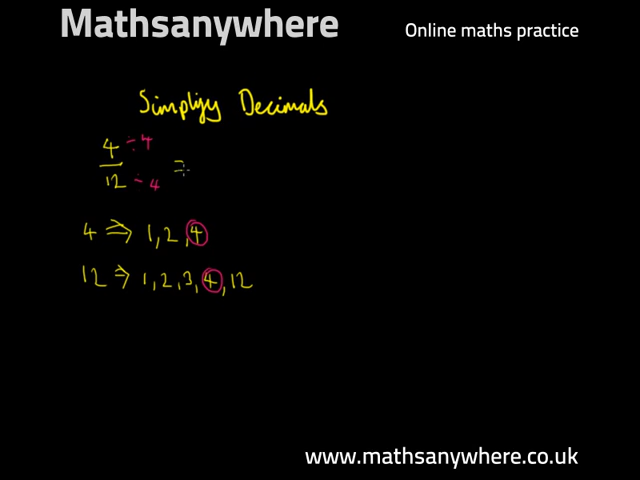 Mathsanywhere
Online maths practice
Simplify Decimals
4/12 ÷4 ÷4 =
4 ⇒ 1, 2, 4
12 ⇒ 1, 2, 3, 4, 12
www.mathsanywhere.co.uk